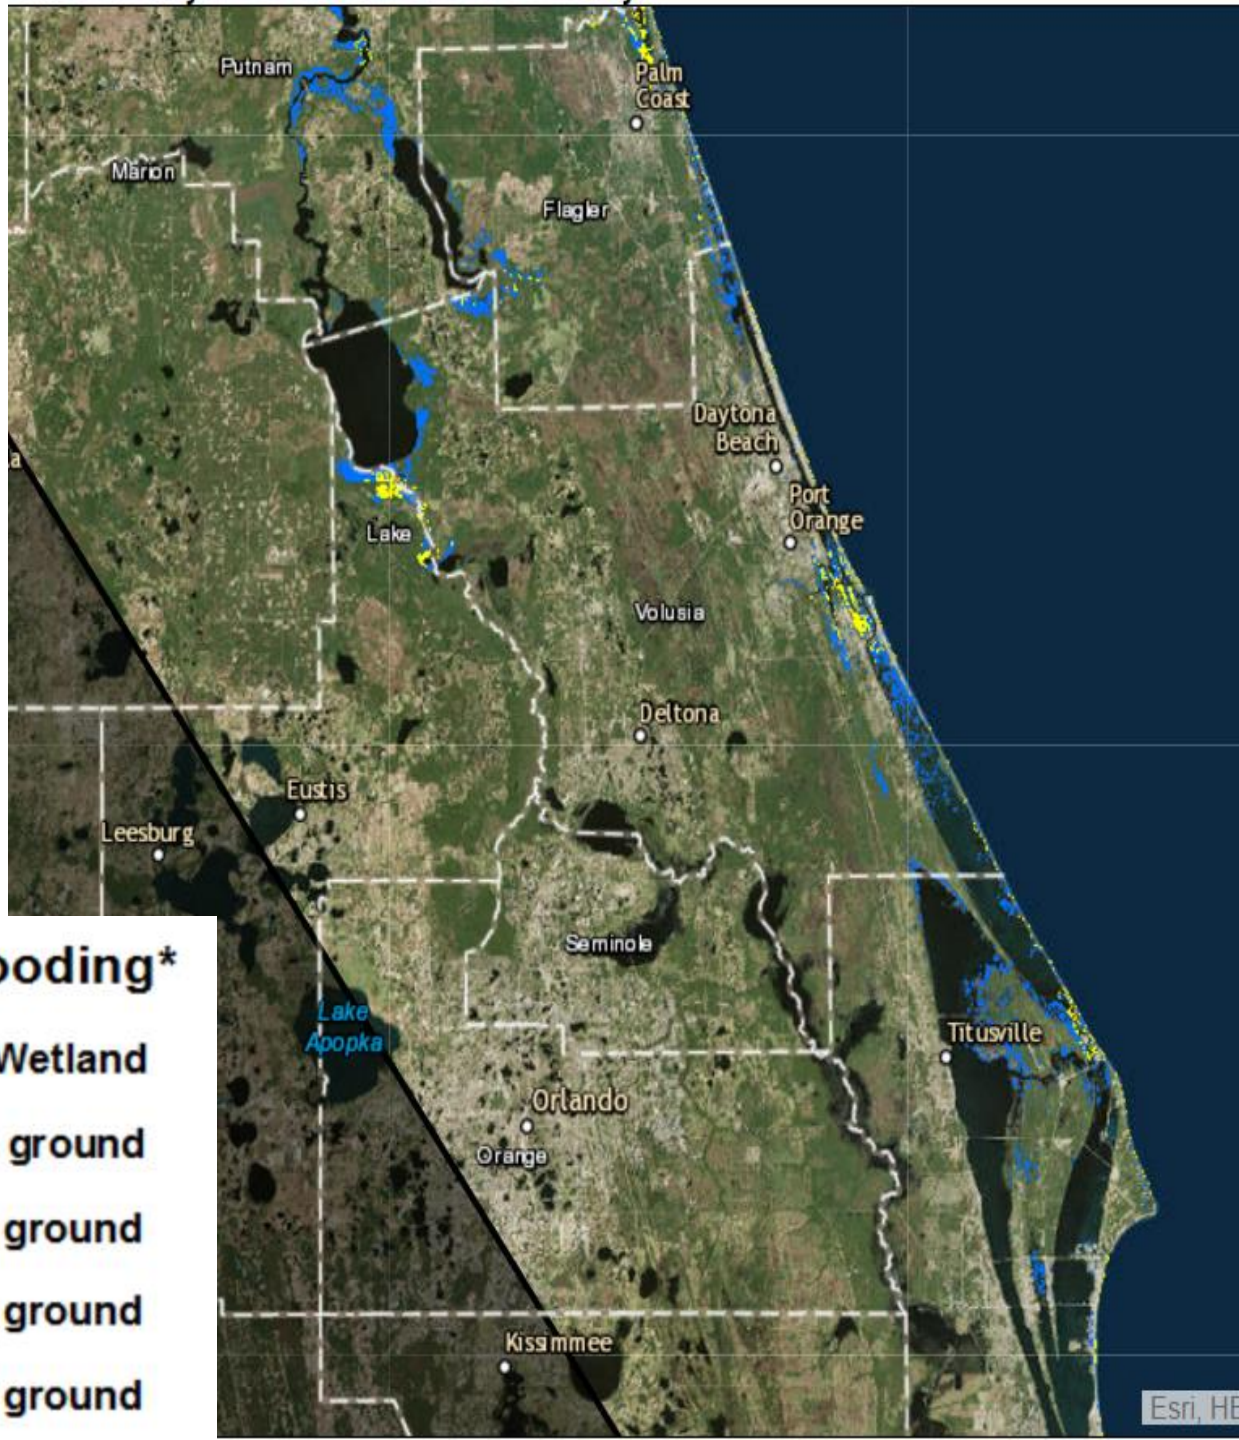 Putnam
Palm
Coast
Marion
Flagler
a
Daytona
Beach
Port
Orange
Lake
Volusia
Deltona
Eustis
Leesburg
Seminole
ooding*
Wetland
ground
ground
ground
ground
Lake
Apopka
Titusville
Orlando
Orange
Kissimmee
Esri, HE